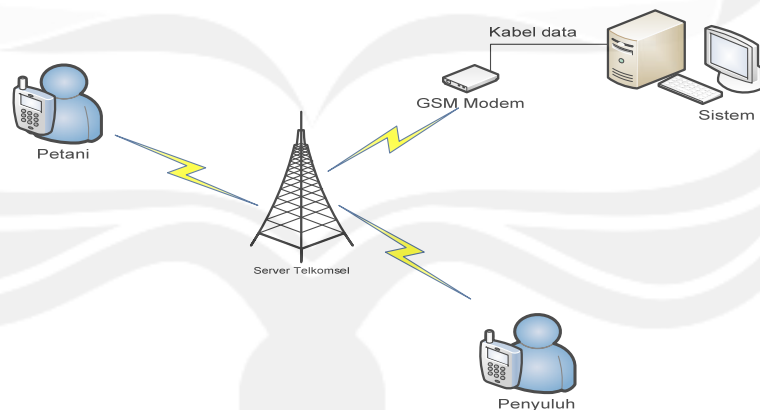 Kabel data
GSM Modem
Sistem
Petani
Server Telkomsel
Penyuluh